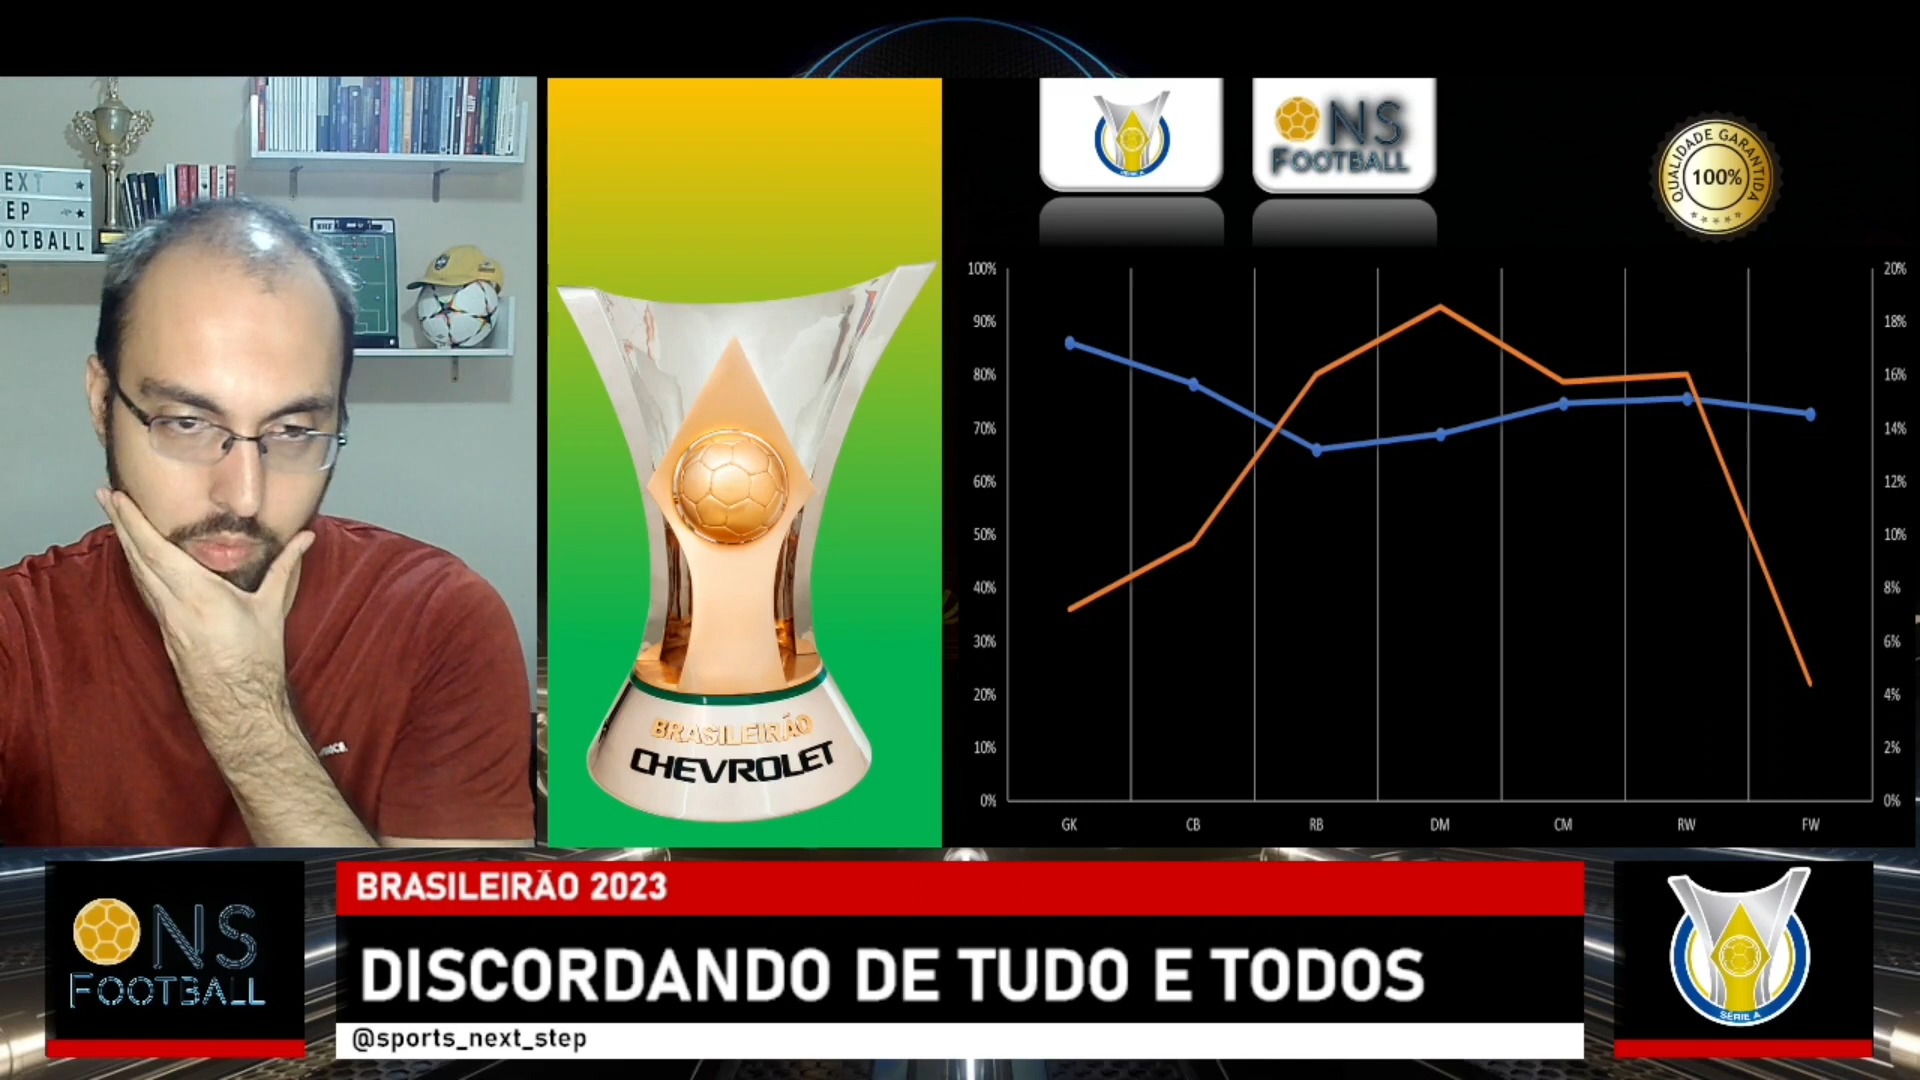 EXT
EP
OTBALL
BRASILEIRÃO
CHEVROLET
SÉRIE A
NS
FOOTBALL
QUALIDADE GARANTIDA
100%
100%
90%
80%
70%
60%
50%
40%
30%
20%
10%
0%
20%
18%
16%
14%
12%
10%
8%
6%
4%
2%
0%
GK
CB
RB
DM
CM
RW
FW
NS
FOOTBALL
BRASILEIRÃO 2023
DISCORDANDO DE TUDO E TODOS
@sports_next_step
SÉRIE A